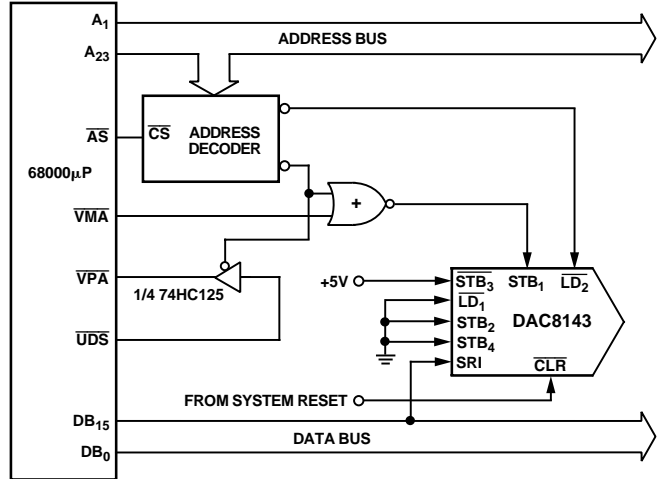 A1
A23
ADDRESS BUS
AS
CS
ADDRESS
DECODER
68000µP
+
VMA
VPA
1/4 74HC125
+5V
STB3
STB1
LD2
LD1
STB2
DAC8143
STB4
UDS
SRI
CLR
FROM SYSTEM RESET
DB15
DATA BUS
DB0